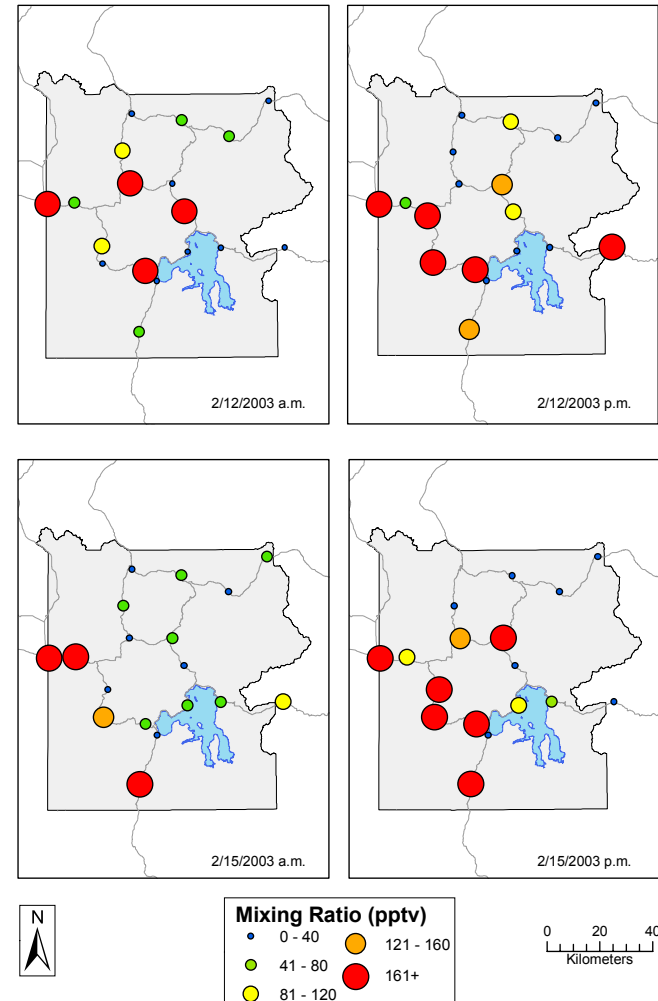 2/12/2003 a.m.
2/12/2003 p.m.
2/15/2003 a.m.
2/15/2003 p.m.
N
Mixing Ratio (pptv)
0 - 40
41 - 80
81 - 120
121 - 160
161+
0 20 40
Kilometers